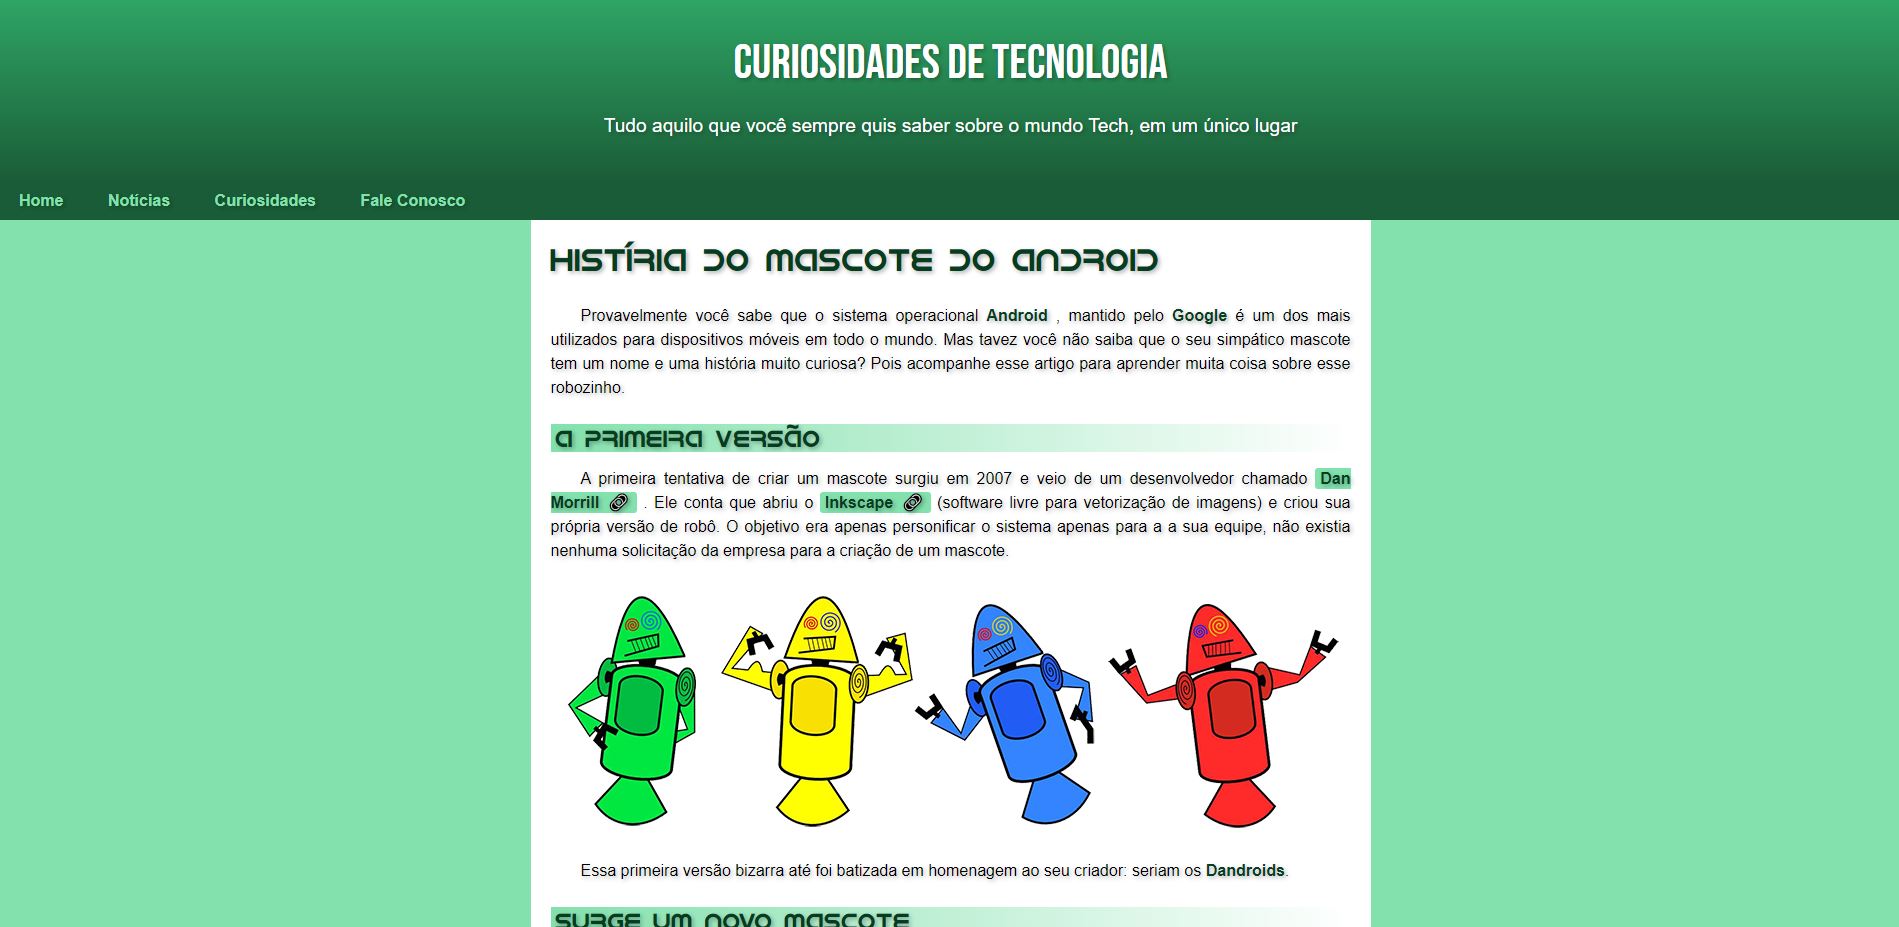 CURIOSIDADES DE TECNOLOGIA
Tudo aquilo que você sempre quis saber sobre o mundo Tech, em um único lugar
Home Notícias Curiosidades Fale Conosco
HISTÍRIA DO MASCOTE DO ANDROID
Provavelmente você sabe que o sistema operacional Android , mantido pelo Google é um dos mais
utilizados para dispositivos móveis em todo o mundo. Mas tavez você não saiba que o seu simpático mascote
tem um nome e uma história muito curiosa? Pois acompanhe esse artigo para aprender muita coisa sobre esse
robozinho.
A PRIMEIRA VERSÃO
A primeira tentativa de criar um mascote surgiu em 2007 e veio de um desenvolvedor chamado Dan
Morrill . Ele conta que abriu o Inkscape (software livre para vetorização de imagens) e criou sua
própria versão de robô. O objetivo era apenas personificar o sistema apenas para a a sua equipe, não existia
nenhuma solicitação da empresa para a criação de um mascote.
Essa primeira versão bizarra até foi batizada em homenagem ao seu criador: seriam os Dandroids.
SURGE UM NOVO MASCOTE